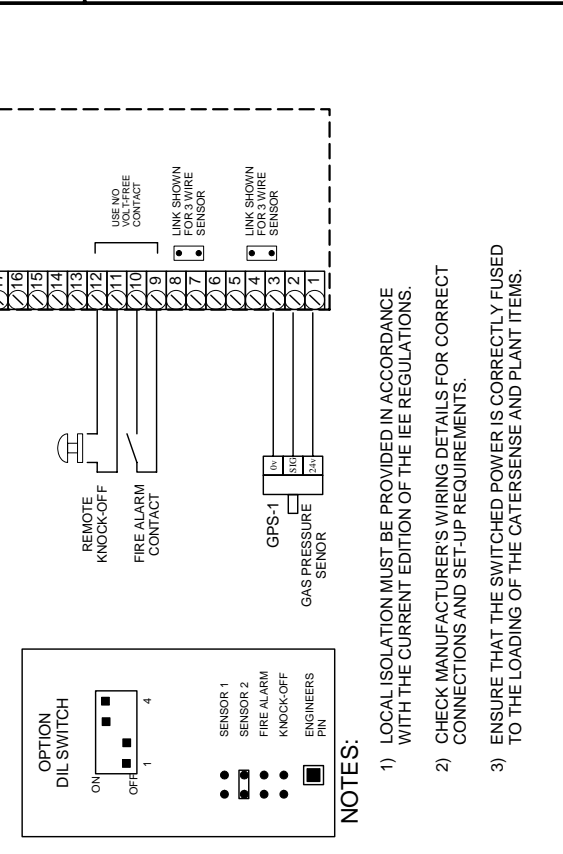 16
15
14
13
12
11
10
9
8
7
6
5
4
3
2
1
USE N/O
VOLT-FREE
CONTACT
LINK SHOWN
FOR 3 WIRE
SENSOR
LINK SHOWN
FOR 3 WIRE
SENSOR
REMOTE
KNOCK-OFF
FIRE ALARM
CONTACT
GPS-1
0v
SIG
24v
GAS PRESSURE
SENOR
OPTION
DIL SWITCH
ON
OFF
1
4
SENSOR 1
SENSOR 2
FIRE ALARM
KNOCK-OFF
ENGINEERS
PIN
NOTES:
1) LOCAL ISOLATION MUST BE PROVIDED IN ACCORDANCE
WITH THE CURRENT EDITION OF THE IEE REGULATIONS.
2) CHECK MANUFACTURER'S WIRING DETAILS FOR CORRECT
CONNECTIONS AND SET-UP REQUIREMENTS.
3) ENSURE THAT THE SWITCHED POWER IS CORRECTLY FUSED
TO THE LOADING OF THE CATERSENSE AND PLANT ITEMS.